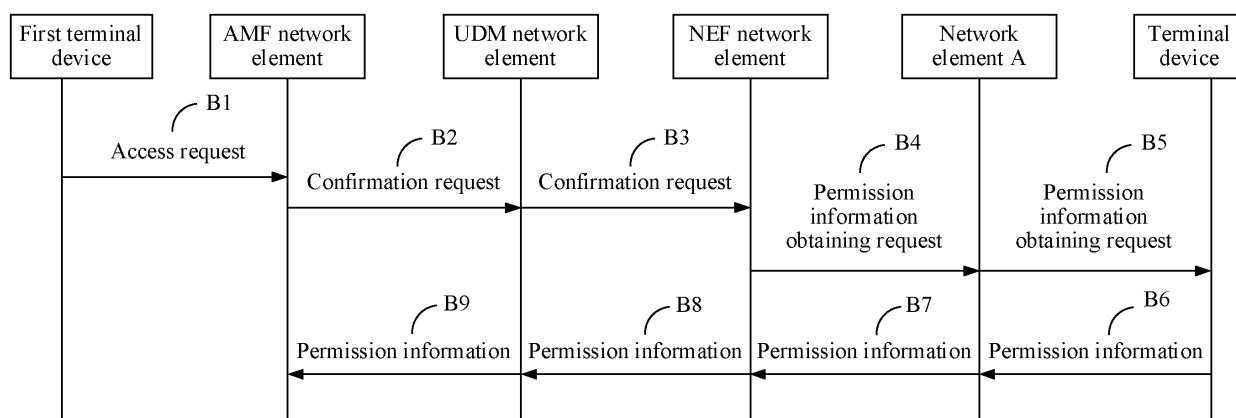 First terminal
device
AMF network
element
UDM network
element
NEF network
element
Network
element A
Terminal
device
B1
Access request
B2
Confirmation request
B3
Confirmation request
B4
Permission
information
obtaining request
B5
Permission
information
obtaining request
B9
Permission information
B8
Permission information
B7
Permission information
B6
Permission information